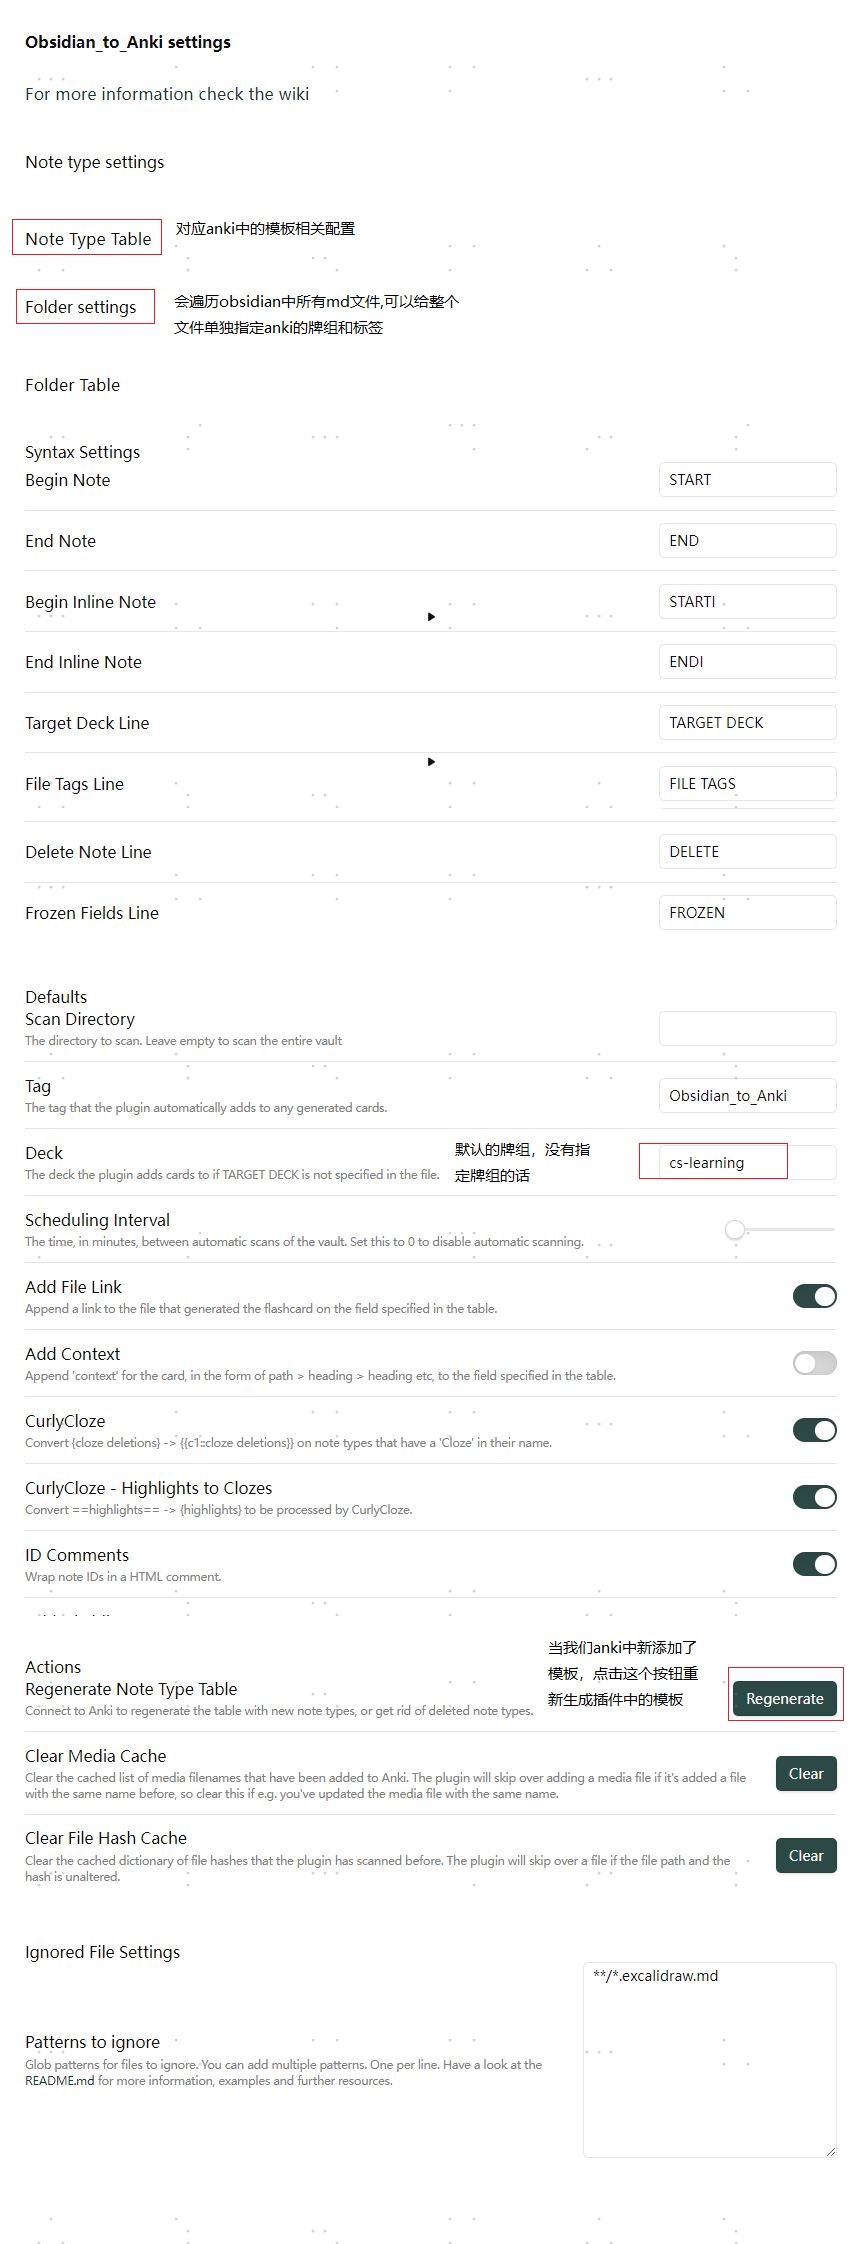 Obsidian_to_Anki settings
For more information check the wiki
Note type settings
Note Type Table
对应anki中的模板相关配置
Folder settings
会遍历obsidian中所有md文件,可以给整个
文件单独指定anki的牌组和标签
Folder Table
Syntax Settings
Begin Note
START
End Note
END
Begin Inline Note
STARTI
End Inline Note
ENDI
Target Deck Line
TARGET DECK
File Tags Line
FILE TAGS
Delete Note Line
DELETE
Frozen Fields Line
FROZEN
Defaults
Scan Directory
The directory to scan. Leave empty to scan the entire vault
Tag
The tag that the plugin automatically adds to any generated cards.
Obsidian_to_Anki
Deck
The deck the plugin adds cards to if TARGET DECK is not specified in the file.
默认的牌组，没有指
定牌组的话
cs-learning
Scheduling Interval
The time, in minutes, between automatic scans of the vault. Set this to 0 to disable automatic scanning.
Add File Link
Append a link to the file that generated the flashcard on the field specified in the table.
Add Context
Append 'context' for the card, in the form of path > heading > heading etc, to the field specified in the table.
CurlyCloze
Convert {cloze deletions} -> {{c1::cloze deletions}} on note types that have a 'Cloze' in their name.
CurlyCloze - Highlights to Clozes
Convert ==highlights== -> {highlights} to be processed by CurlyCloze.
ID Comments
Wrap note IDs in a HTML comment.
Actions
Regenerate Note Type Table
Connect to Anki to regenerate the table with new note types, or get rid of deleted note types.
当我们anki中新添加了
模板，点击这个按钮重
新生成插件中的模板
Regenerate
Clear Media Cache
Clear the cached list of media filenames that have been added to Anki. The plugin will skip over adding a media file if it's added a file
with the same name before, so clear this if e.g. you've updated the media file with the same name.
Clear
Clear File Hash Cache
Clear the cached dictionary of file hashes that the plugin has scanned before. The plugin will skip over a file if the file path and the
hash is unaltered.
Clear
Ignored File Settings
**/*.excalidraw.md
Patterns to ignore
Glob patterns for files to ignore. You can add multiple patterns. One per line. Have a look at the
README.md for more information, examples and further resources.